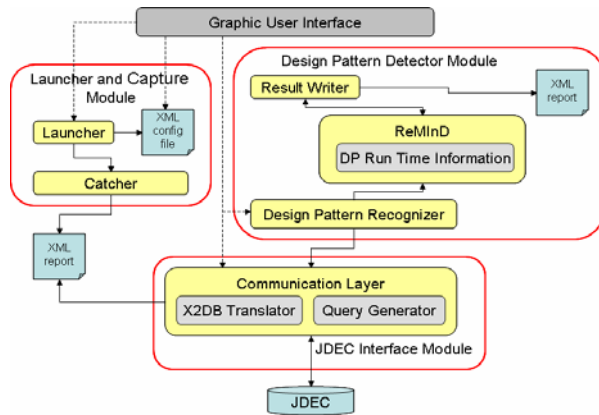 Graphic User Interface
Launcher and Capture
Module
Launcher
XML
config
file
Catcher
XML
report
Design Pattern Detector Module
Result Writer
XML
report
ReMInD
DP Run Time Information
Design Pattern Recognizer
Communication Layer
X2DB Translator
Query Generator
JDEC Interface Module
JDEC